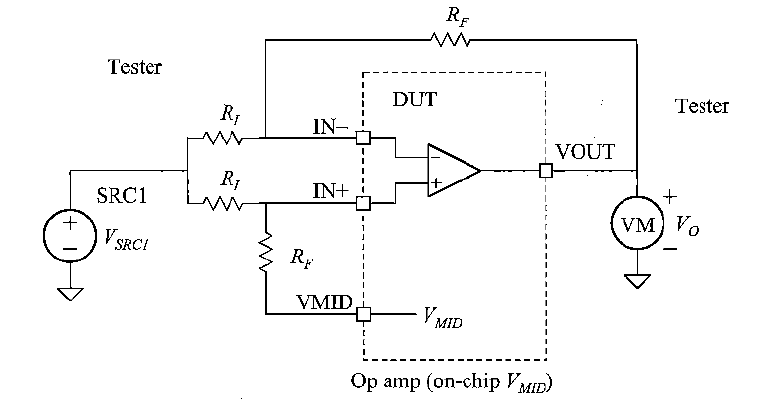 R_F
Tester
DUT
Tester
R_I
IN−
VOUT
−
R_I
+
SRC1
IN+
+
+
V_SRC1
VM
V_O
−
−
R_F
VMID
V_MID
Op amp (on-chip V_MID)